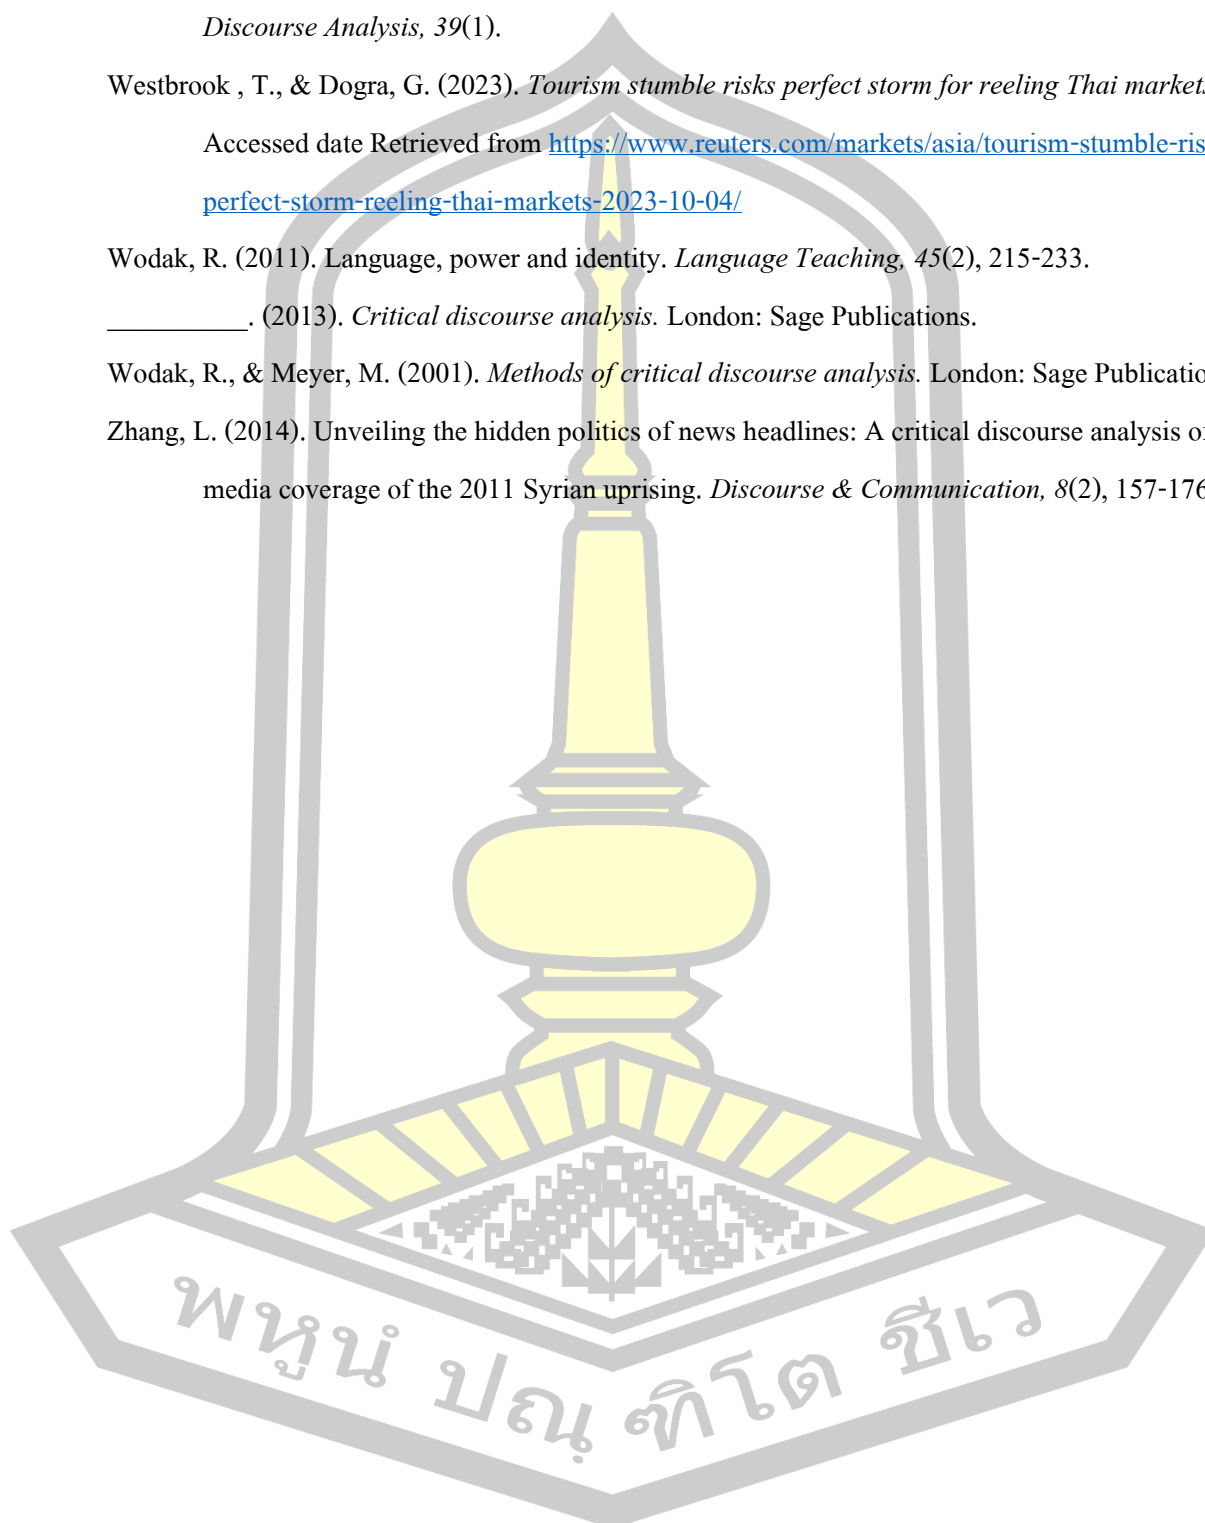 Discourse Analysis, 39(1).
Westbrook , T., & Dogra, G. (2023). Tourism stumble risks perfect storm for reeling Thai markets
Accessed date Retrieved from https://www.reuters.com/markets/asia/tourism-stumble-ris
perfect-storm-reeling-thai-markets-2023-10-04/
Wodak, R. (2011). Language, power and identity. Language Teaching, 45(2), 215-233.
__________. (2013). Critical discourse analysis. London: Sage Publications.
Wodak, R., & Meyer, M. (2001). Methods of critical discourse analysis. London: Sage Publicatio
Zhang, L. (2014). Unveiling the hidden politics of news headlines: A critical discourse analysis of
media coverage of the 2011 Syrian uprising. Discourse & Communication, 8(2), 157-176
พหูนํ ปณฺฑิโต ชีเว